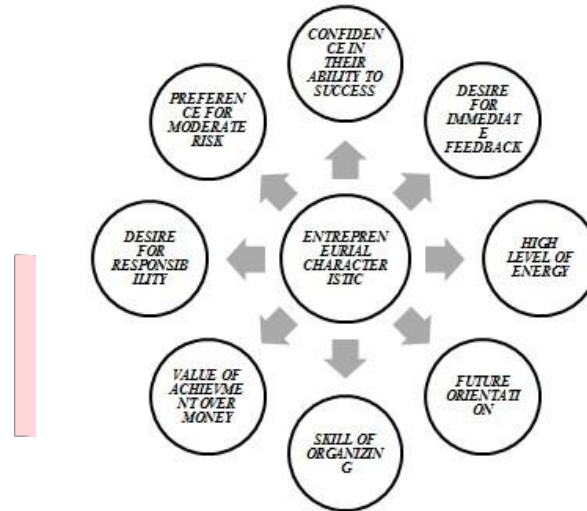 CONFIDEN
CE IN
THEIR
ABILITY TO
SUCCESS
DESIRE
FOR
IMMEDIAT
E
FEEDBACK
HIGH
LEVEL OF
ENERGY
FUTURE
ORIENTATI
ON
SKILL OF
ORGANIZIN
G
VALUE OF
ACHIEVME
NT OVER
MONEY
DESIRE
FOR
RESPONSIB
ILITY
PREFEREN
CE FOR
MODERATE
RISK
ENTREPREN
EURIAL
CHARACTER
ISTIC